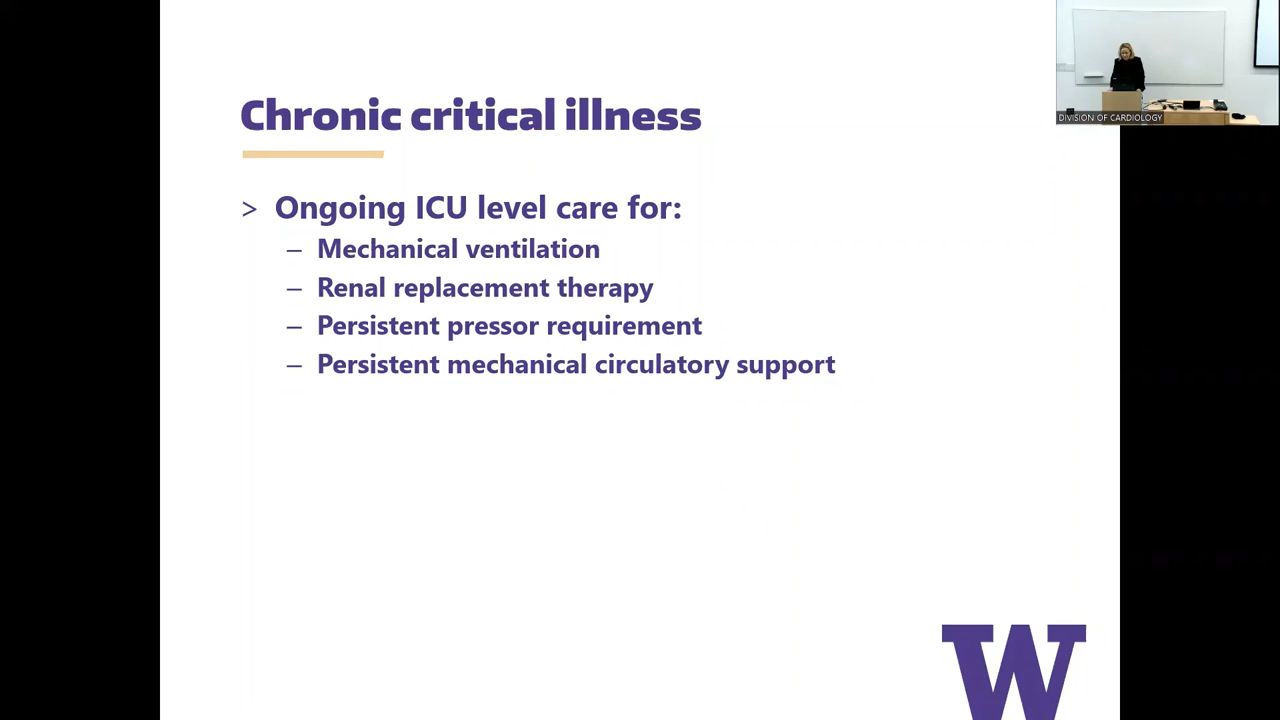 DIVISION OF CARDIOLOGY
Chronic critical illness
> Ongoing ICU level care for:
– Mechanical ventilation
– Renal replacement therapy
– Persistent pressor requirement
– Persistent mechanical circulatory support
W